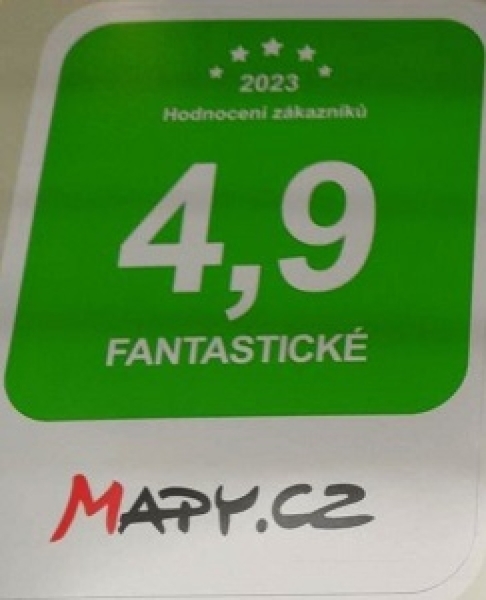 2023
Hodnocení zákazníků
4,9
FANTASTICKÉ
MAPY.CZ